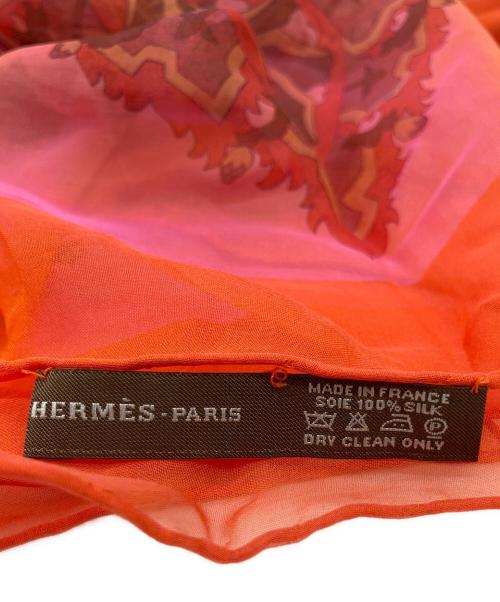 HERMÈS-PARIS
MADE IN FRANCE
SOIE 100% SILK
P
DRY CLEAN ONLY